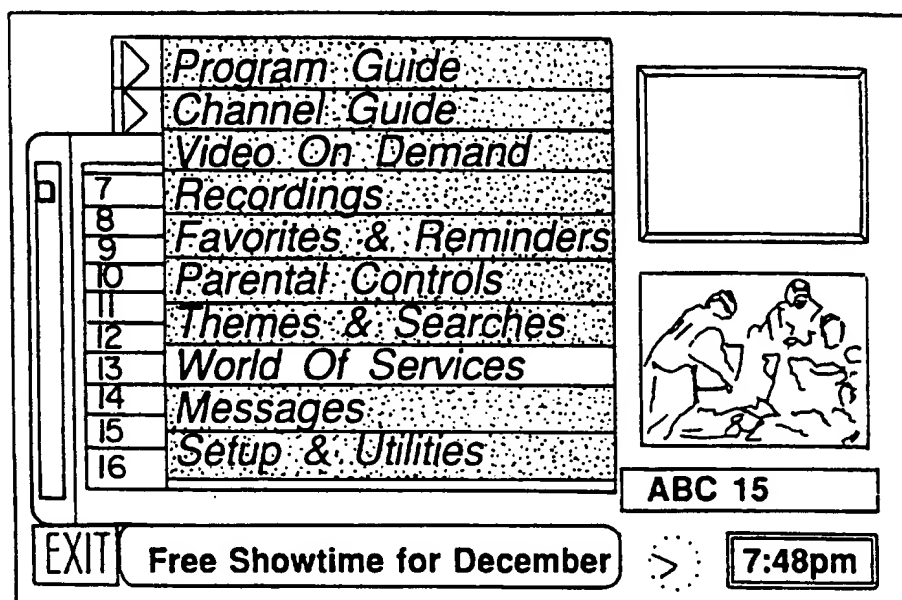 Program Guide
Channel Guide
Video On Demand
7 Recordings
8
9 Favorites & Reminders
10 Parental Controls
11
12 Themes & Searches
13 World Of Services
14 Messages
15
16 Setup & Utilities
ABC 15
EXIT Free Showtime for December 7:48pm